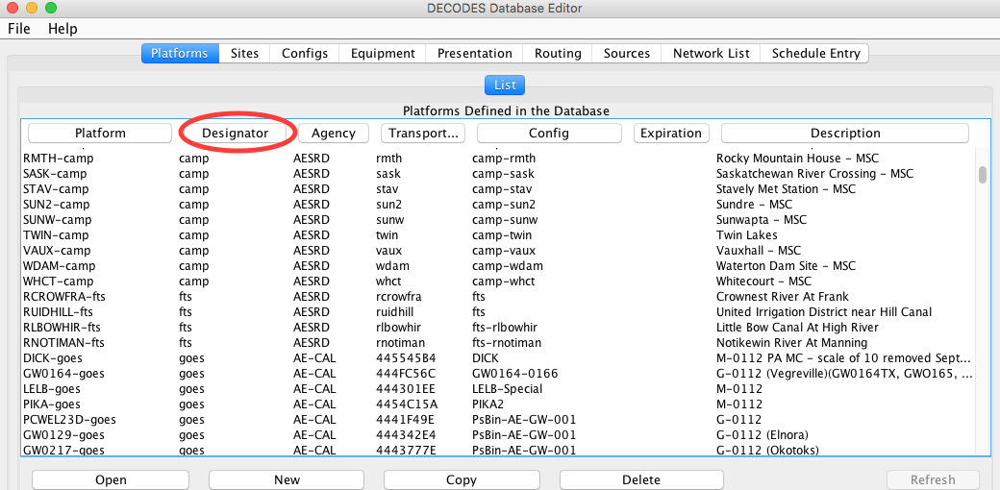 DECODES Database Editor
File Help
Platforms Sites Configs Equipment Presentation Routing Sources Network List Schedule Entry
List
Platforms Defined in the Database
Platform Designator Agency Transport... Config Expiration Description
RMTH-camp camp AESRD rmth camp-rmth Rocky Mountain House - MSC
SASK-camp camp AESRD sask camp-sask Saskatchewan River Crossing - MSC
STAV-camp camp AESRD stav camp-stav Stavely Met Station - MSC
SUN2-camp camp AESRD sun2 camp-sun2 Sundre - MSC
SUNW-camp camp AESRD sunw camp-sunw Sunwapta - MSC
TWIN-camp camp AESRD twin camp-twin Twin Lakes
VAUX-camp camp AESRD vaux camp-vaux Vauxhall - MSC
WDAM-camp camp AESRD wdam camp-wdam Waterton Dam Site - MSC
WHCT-camp camp AESRD whct camp-whct Whitecourt - MSC
RCROWFRA-fts fts AESRD rcrowfra fts Crownest River At Frank
RUIDHILL-fts fts AESRD ruidhill fts United Irrigation District near Hill Canal
RLBOWHIR-fts fts AESRD rlbowhir fts-rlbowhir Little Bow Canal At High River
RNOTIMAN-fts fts AESRD rnotiman fts-rnotiman Notikewin River At Manning
DICK-goes goes AE-CAL 445545B4 DICK M-0112 PA MC - scale of 10 removed Sept...
GW0164-goes goes AE-CAL 444FC56C GW0164-0166 G-0112 (Vegreville)(GW0164TX, GWO165, ...
LELB-goes goes AE-CAL 444301EE LELB-Special M-0112
PIKA-goes goes AE-CAL 4454C15A PIKA2 M-0112
PCWEL23D-goes goes AE-CAL 4441F49E PsBin-AE-GW-001 G-0112
GW0129-goes goes AE-CAL 444342E4 PsBin-AE-GW-001 G-0112 (Elnora)
GW0217-goes goes AE-CAL 4443777E PsBin-AE-GW-001 G-0112 (Okotoks)
Open New Copy Delete Refresh